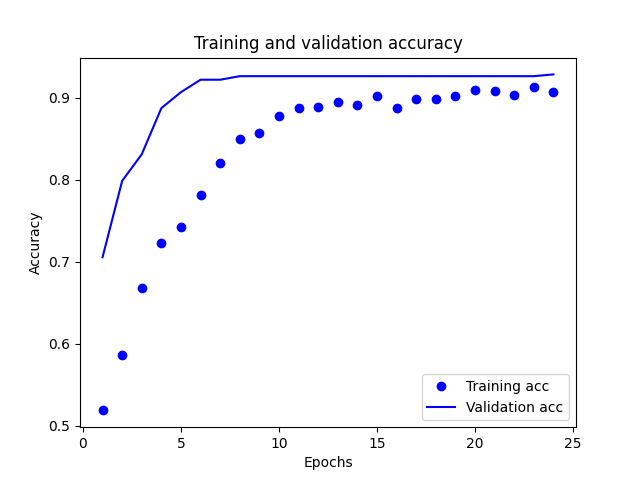 Training and validation accuracy
Accuracy
0.9
0.8
0.7
0.6
0.5
Training acc
Validation acc
0 5 10 15 20 25
Epochs